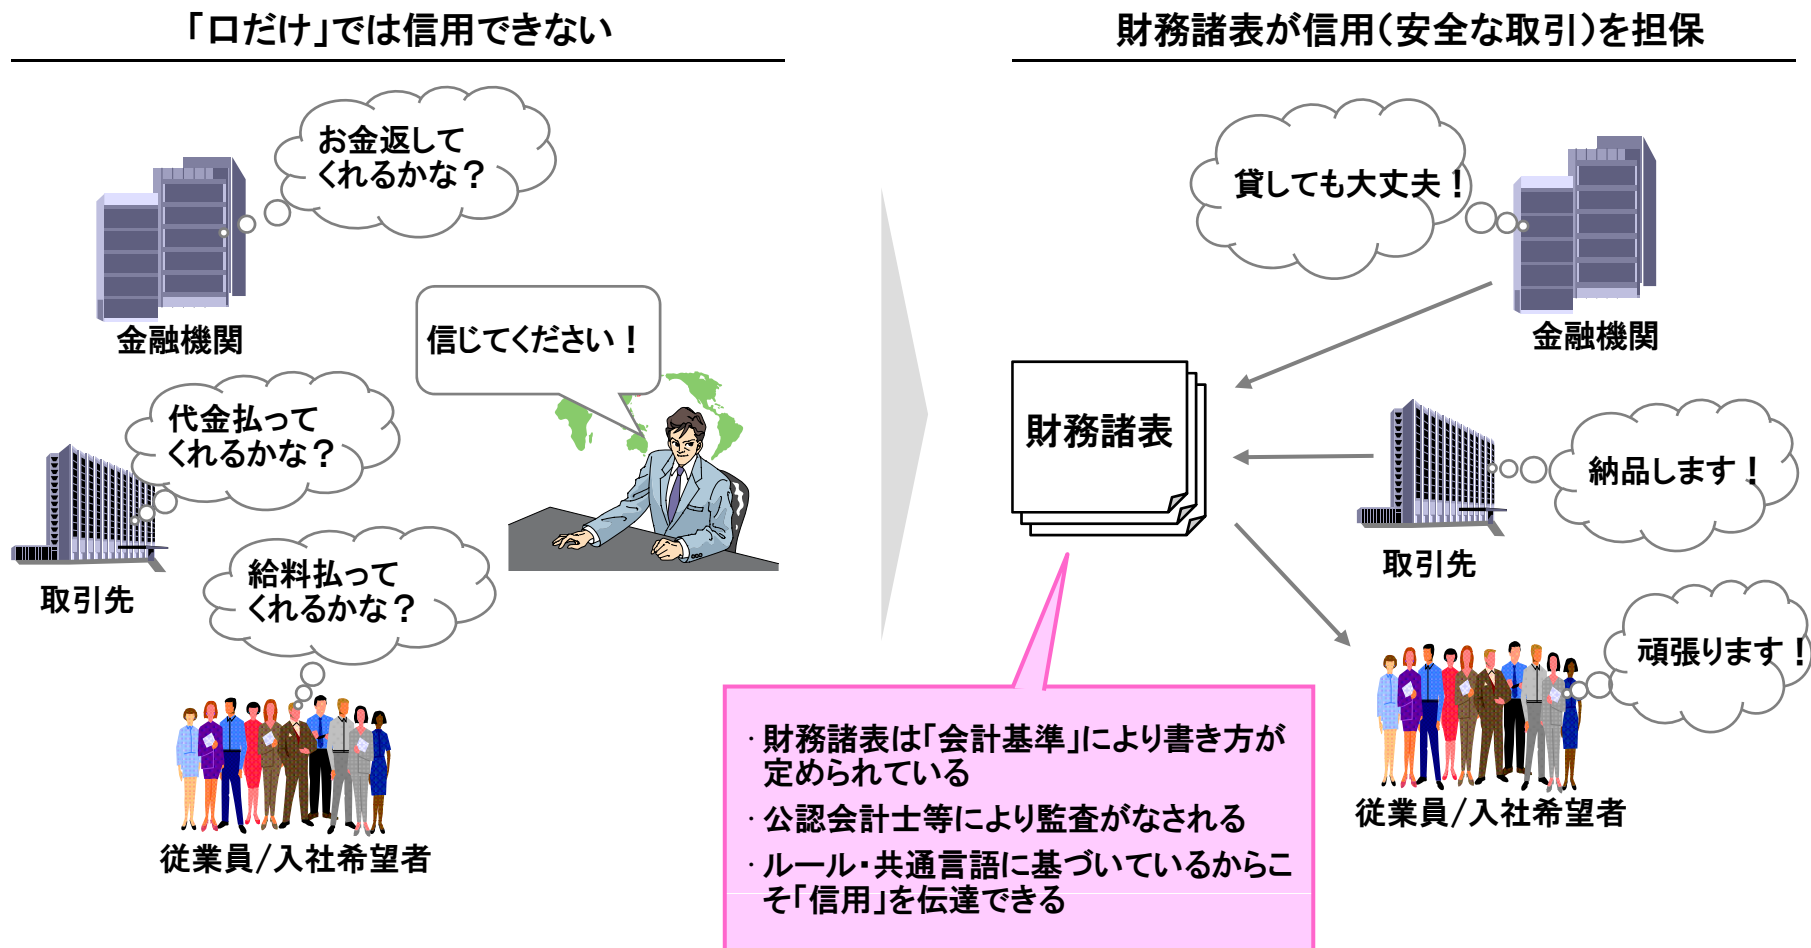 「口だけ」では信用できない
お金返して
くれるかな？
金融機関
信じてください！
代金払って
くれるかな？
取引先
給料払って
くれるかな？
従業員/入社希望者
財務諸表が信用（安全な取引）を担保
貸しても大丈夫！
金融機関
財務諸表
納品します！
取引先
頑張ります！
従業員/入社希望者
・財務諸表は「会計基準」により書き方が
定められている
・公認会計士等により監査がなされる
・ルール・共通言語に基づいているからこ
そ「信用」を伝達できる